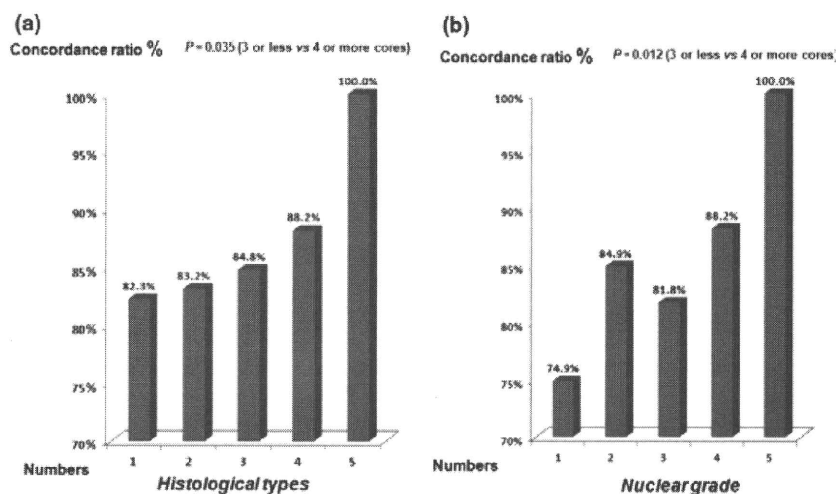 (a)
Concordance ratio %
P = 0.035 (3 or less vs 4 or more cores)
100.0%
100%
95%
90%
88.2%
84.8%
85%
83.2%
82.3%
80%
75%
70%
Numbers
1 2 3 4 5
Histological types
(b)
Concordance ratio %
P = 0.012 (3 or less vs 4 or more cores)
100.0%
100%
95%
90%
88.2%
84.9%
85%
81.8%
80%
74.9%
75%
70%
Numbers
1 2 3 4 5
Nuclear grade